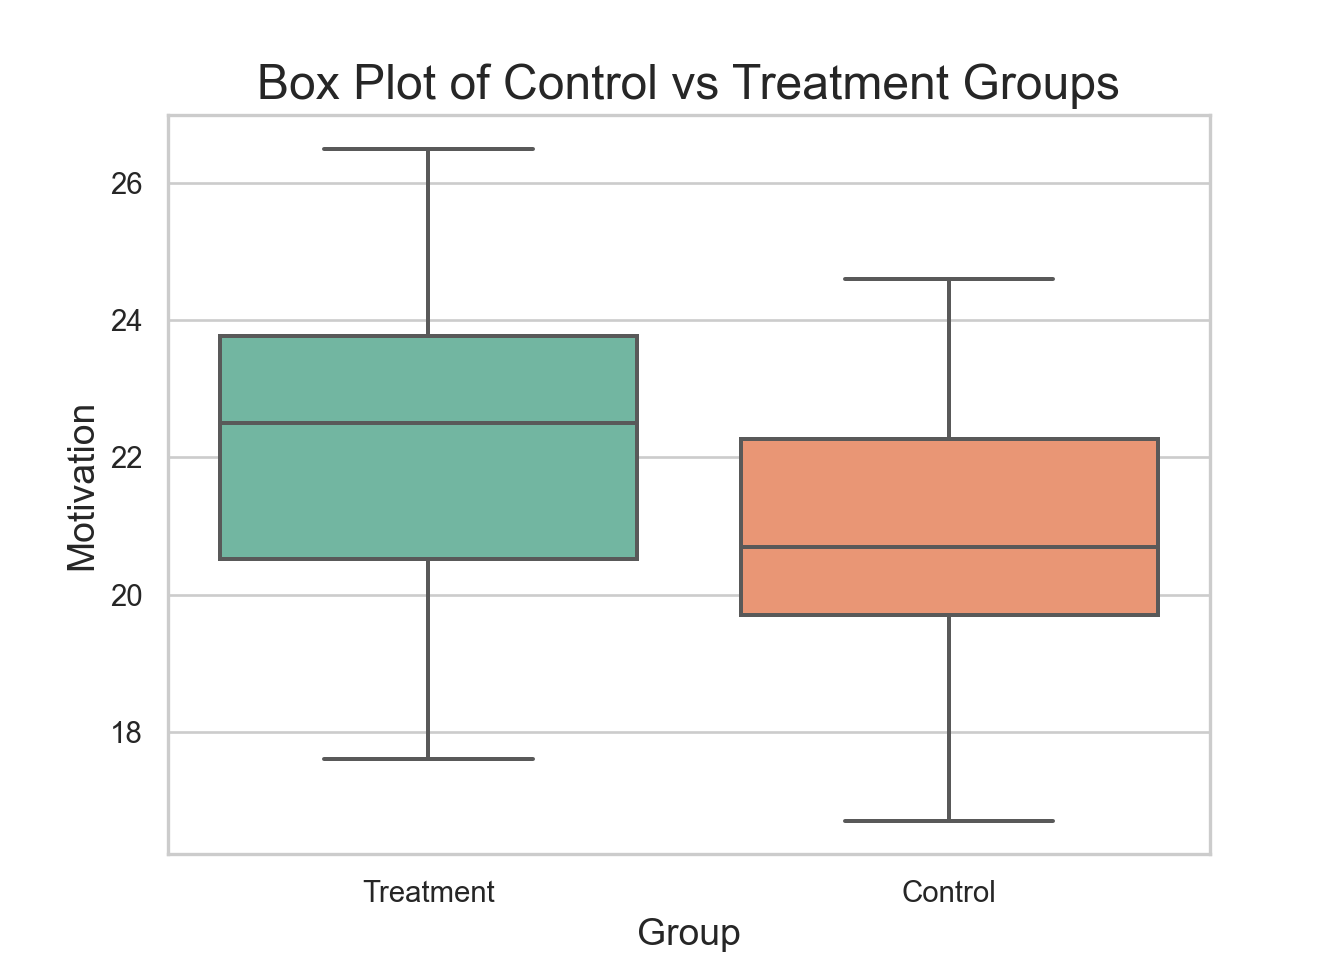 Box Plot of Control vs Treatment Groups
26
24
22
20
18
Motivation
Treatment
Control
Group